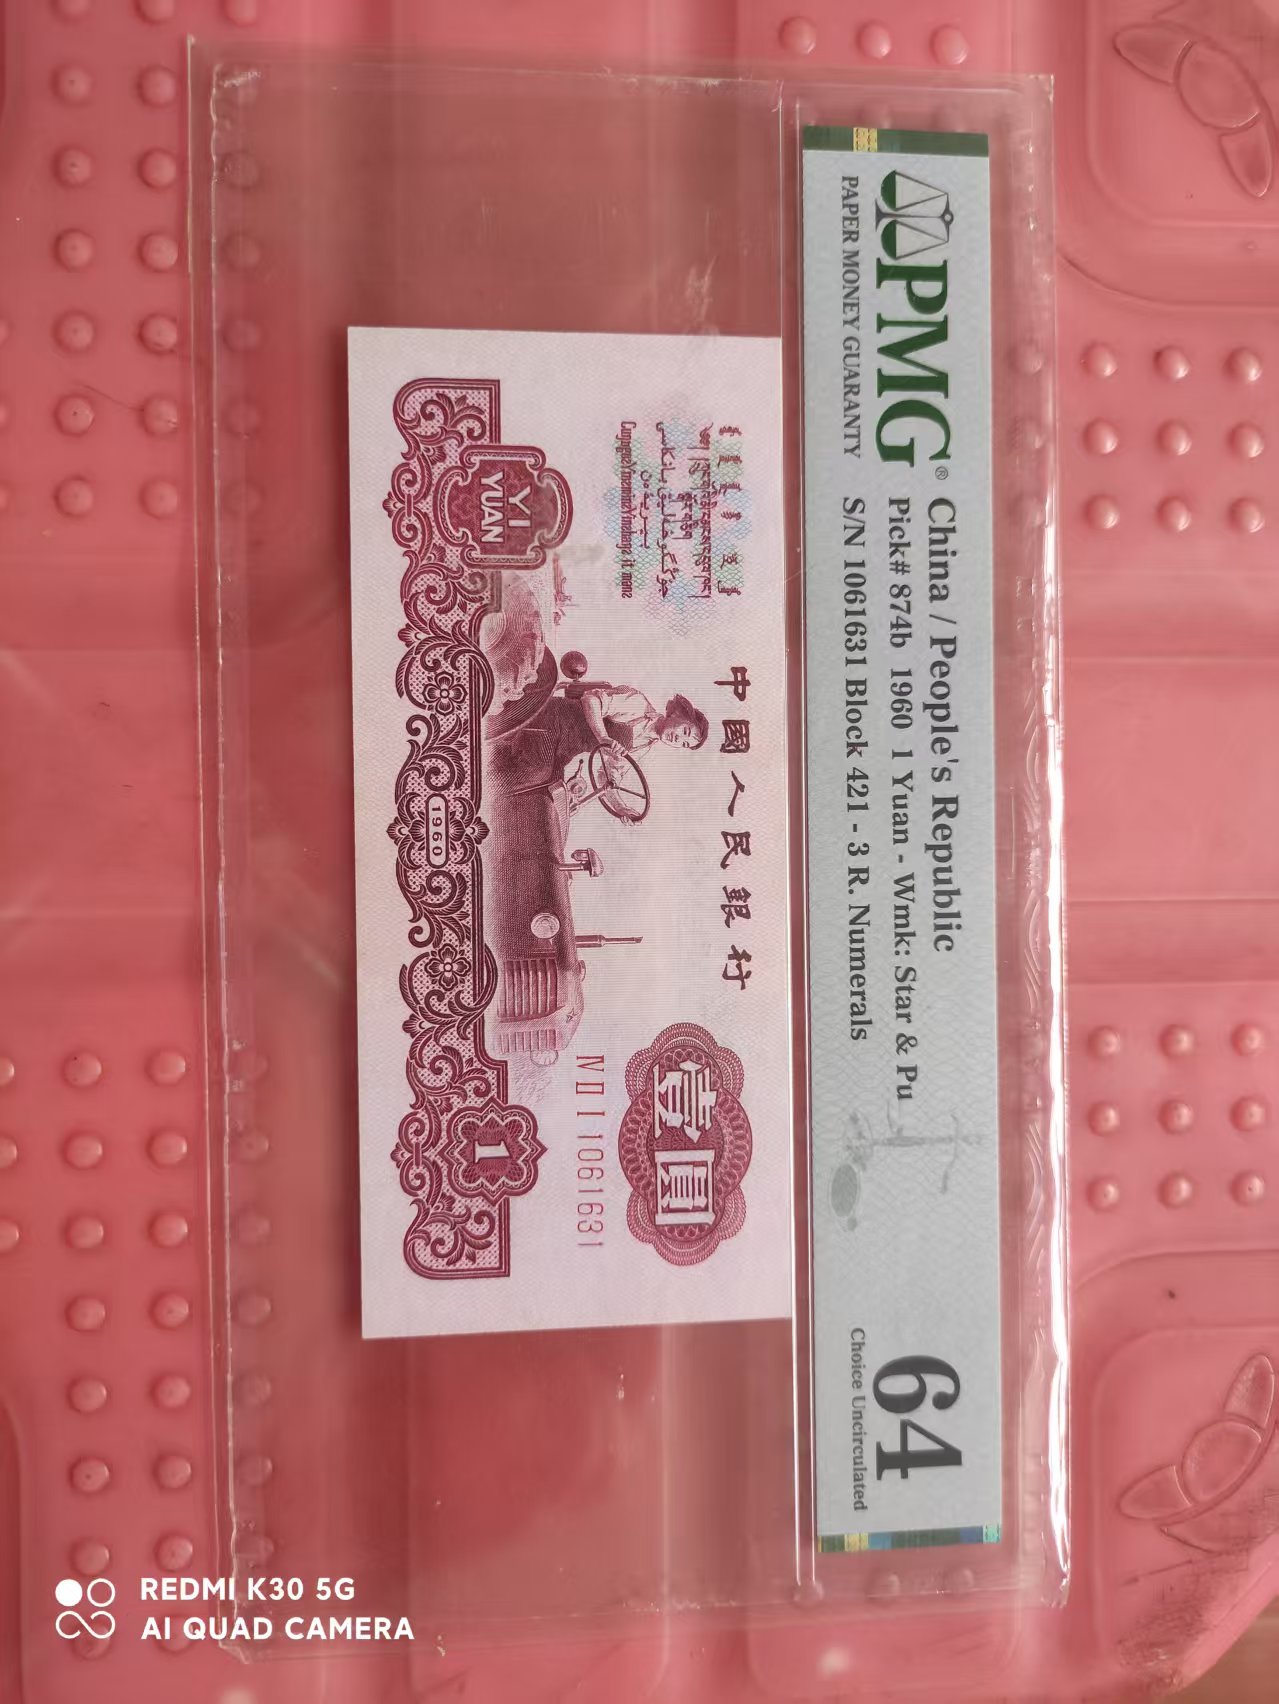 PMG®
PAPER MONEY GUARANTY
China / People's Republic
Pick# 874b 1960 1 Yuan - Wmk: Star & Pu
S/N 1061631 Block 421 - 3 R. Numerals
64
Choice Uncirculated
中國人民銀行
YI
YUAN
壹圓
ⅣⅡⅠ 1061631
1960
1
REDMI K30 5G
AI QUAD CAMERA